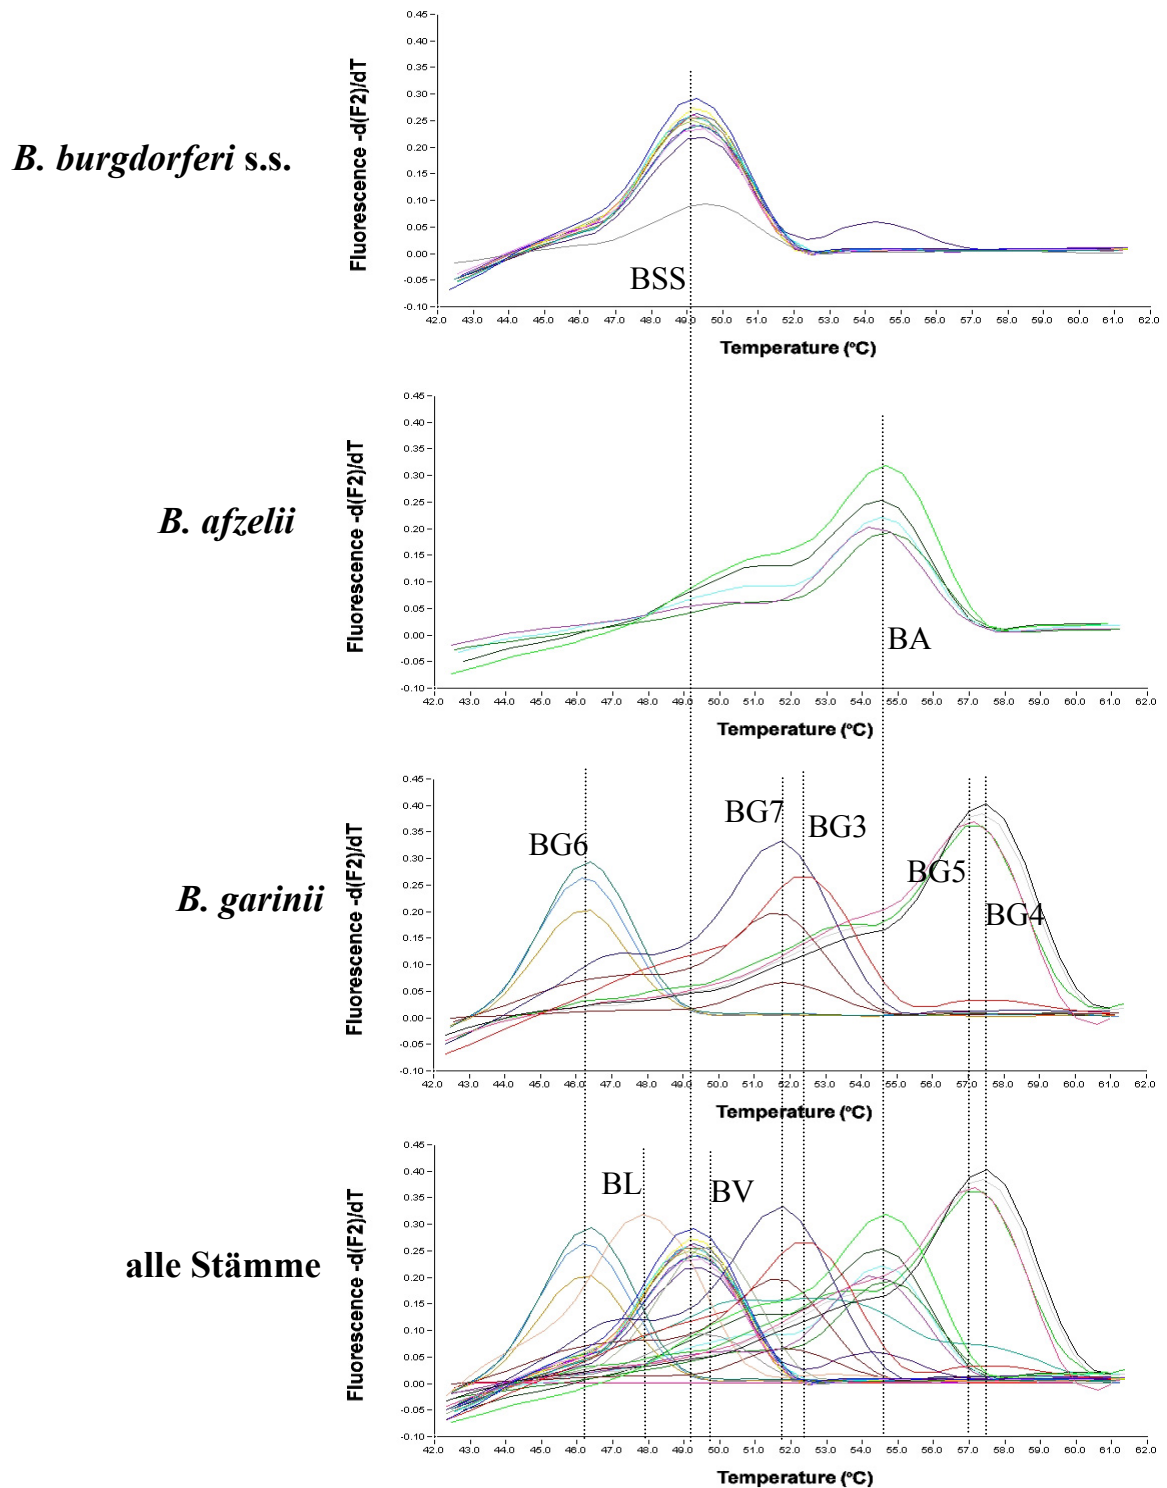 B. burgdorferi s.s.
Fluorescence -d(F2)/dT
0.45
0.40
0.35
0.30
0.25
0.20
0.15
0.10
0.05
0.00
-0.05
-0.10
BSS
42.0 43.0 44.0 45.0 46.0 47.0 48.0 49.0 50.0 51.0 52.0 53.0 54.0 55.0 56.0 57.0 58.0 59.0 60.0 61.0 62.0
Temperature (°C)
B. afzelii
Fluorescence -d(F2)/dT
0.45
0.40
0.35
0.30
0.25
0.20
0.15
0.10
0.05
0.00
-0.05
-0.10
BA
42.0 43.0 44.0 45.0 46.0 47.0 48.0 49.0 50.0 51.0 52.0 53.0 54.0 55.0 56.0 57.0 58.0 59.0 60.0 61.0 62.0
Temperature (°C)
B. garinii
Fluorescence -d(F2)/dT
0.45
0.40
0.35
0.30
0.25
0.20
0.15
0.10
0.05
0.00
-0.05
-0.10
BG6
BG7
BG3
BG5
BG4
42.0 43.0 44.0 45.0 46.0 47.0 48.0 49.0 50.0 51.0 52.0 53.0 54.0 55.0 56.0 57.0 58.0 59.0 60.0 61.0 62.0
Temperature (°C)
alle Stämme
Fluorescence -d(F2)/dT
0.45
0.40
0.35
0.30
0.25
0.20
0.15
0.10
0.05
0.00
-0.05
-0.10
BL
BV
42.0 43.0 44.0 45.0 46.0 47.0 48.0 49.0 50.0 51.0 52.0 53.0 54.0 55.0 56.0 57.0 58.0 59.0 60.0 61.0 62.0
Temperature (°C)